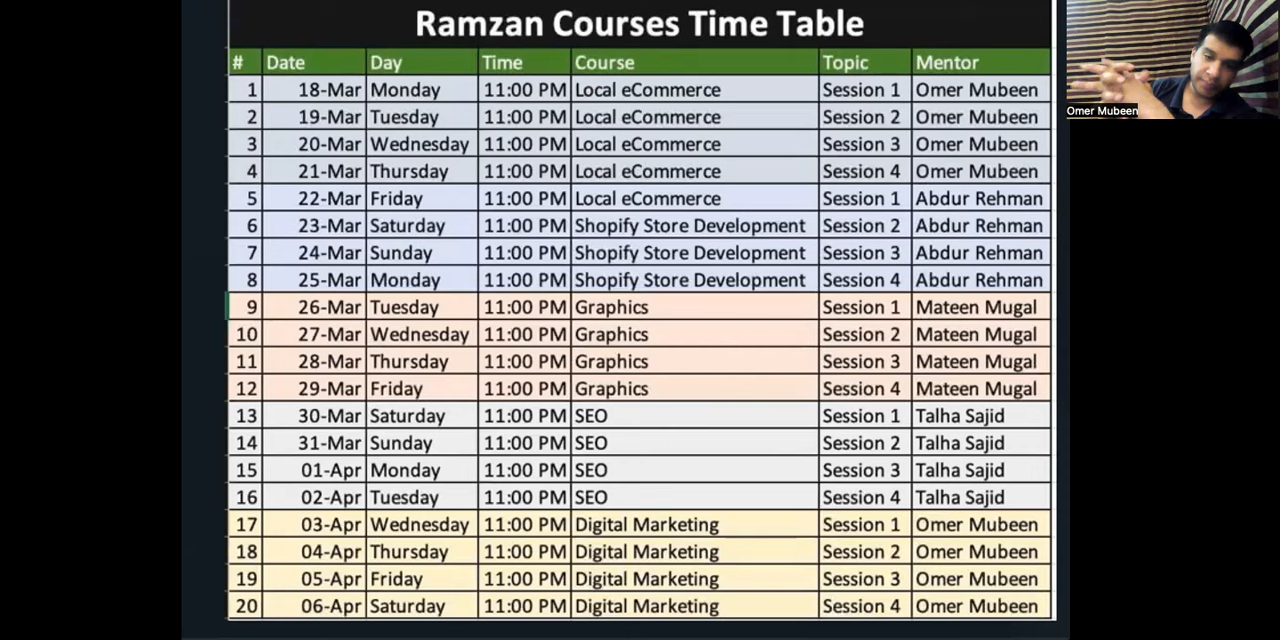 Ramzan Courses Time Table
# Date Day Time Course Topic Mentor
1 18-Mar Monday 11:00 PM Local eCommerce Session 1 Omer Mubeen
2 19-Mar Tuesday 11:00 PM Local eCommerce Session 2 Omer Mubeen
3 20-Mar Wednesday 11:00 PM Local eCommerce Session 3 Omer Mubeen
4 21-Mar Thursday 11:00 PM Local eCommerce Session 4 Omer Mubeen
5 22-Mar Friday 11:00 PM Local eCommerce Session 1 Abdur Rehman
6 23-Mar Saturday 11:00 PM Shopify Store Development Session 2 Abdur Rehman
7 24-Mar Sunday 11:00 PM Shopify Store Development Session 3 Abdur Rehman
8 25-Mar Monday 11:00 PM Shopify Store Development Session 4 Abdur Rehman
9 26-Mar Tuesday 11:00 PM Graphics Session 1 Mateen Mugal
10 27-Mar Wednesday 11:00 PM Graphics Session 2 Mateen Mugal
11 28-Mar Thursday 11:00 PM Graphics Session 3 Mateen Mugal
12 29-Mar Friday 11:00 PM Graphics Session 4 Mateen Mugal
13 30-Mar Saturday 11:00 PM SEO Session 1 Talha Sajid
14 31-Mar Sunday 11:00 PM SEO Session 2 Talha Sajid
15 01-Apr Monday 11:00 PM SEO Session 3 Talha Sajid
16 02-Apr Tuesday 11:00 PM SEO Session 4 Talha Sajid
17 03-Apr Wednesday 11:00 PM Digital Marketing Session 1 Omer Mubeen
18 04-Apr Thursday 11:00 PM Digital Marketing Session 2 Omer Mubeen
19 05-Apr Friday 11:00 PM Digital Marketing Session 3 Omer Mubeen
20 06-Apr Saturday 11:00 PM Digital Marketing Session 4 Omer Mubeen
Omer Mubeen